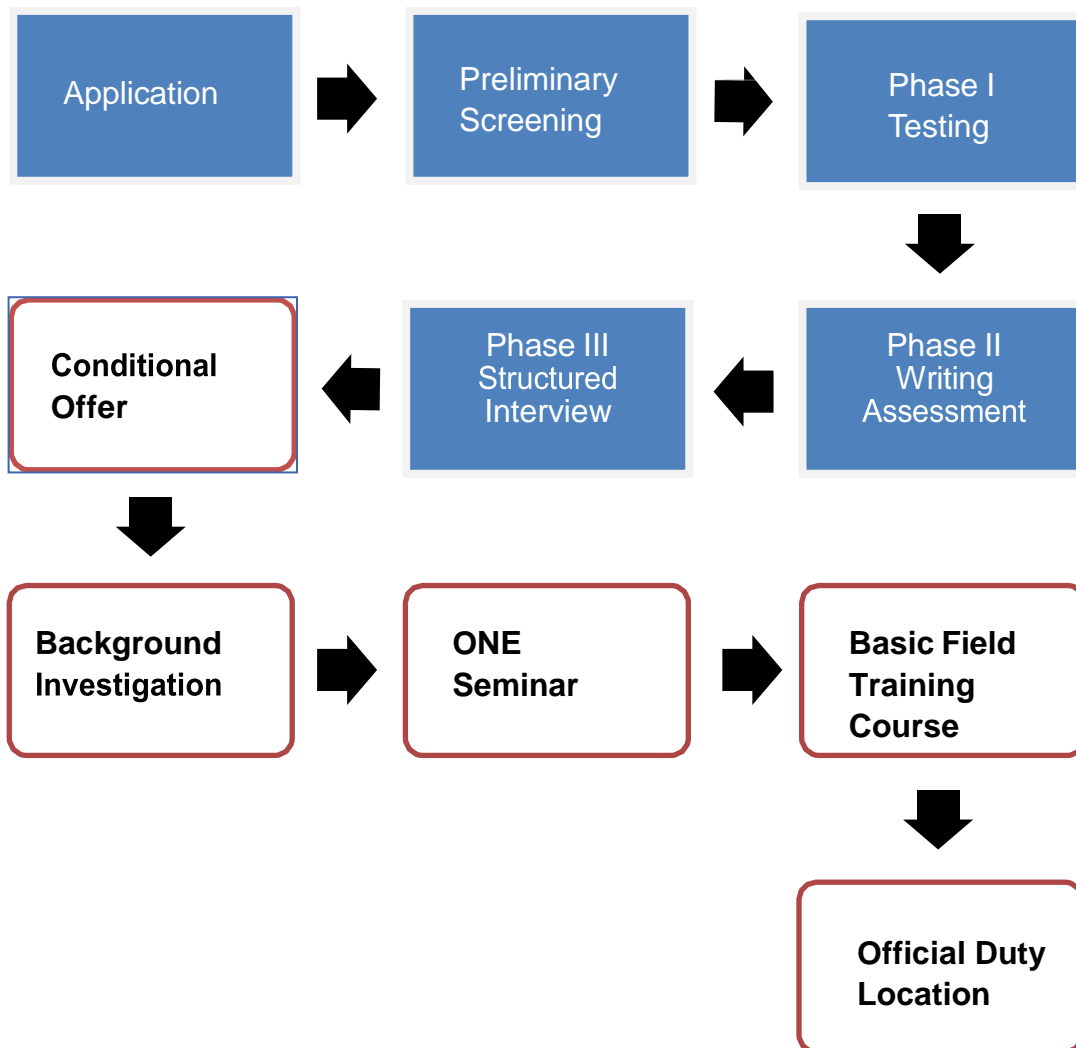 Application
Preliminary
Screening
Phase I
Testing
Conditional
Offer
Phase III
Structured
Interview
Phase II
Writing
Assessment
Background
Investigation
ONE
Seminar
Basic Field
Training
Course
Official Duty
Location